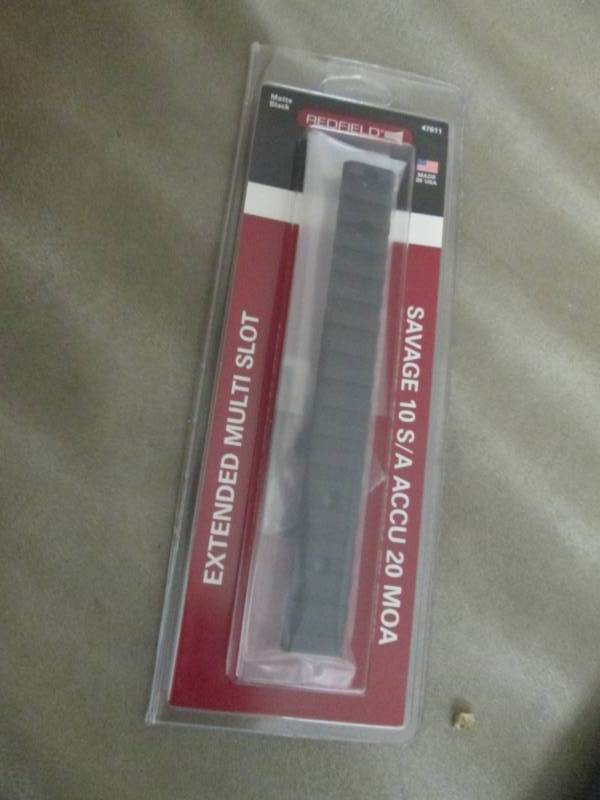 Matte
Black
REDFIELD
47611
MADE
IN USA
EXTENDED MULTI SLOT
SAVAGE 10 S/A ACCU 20 MOA